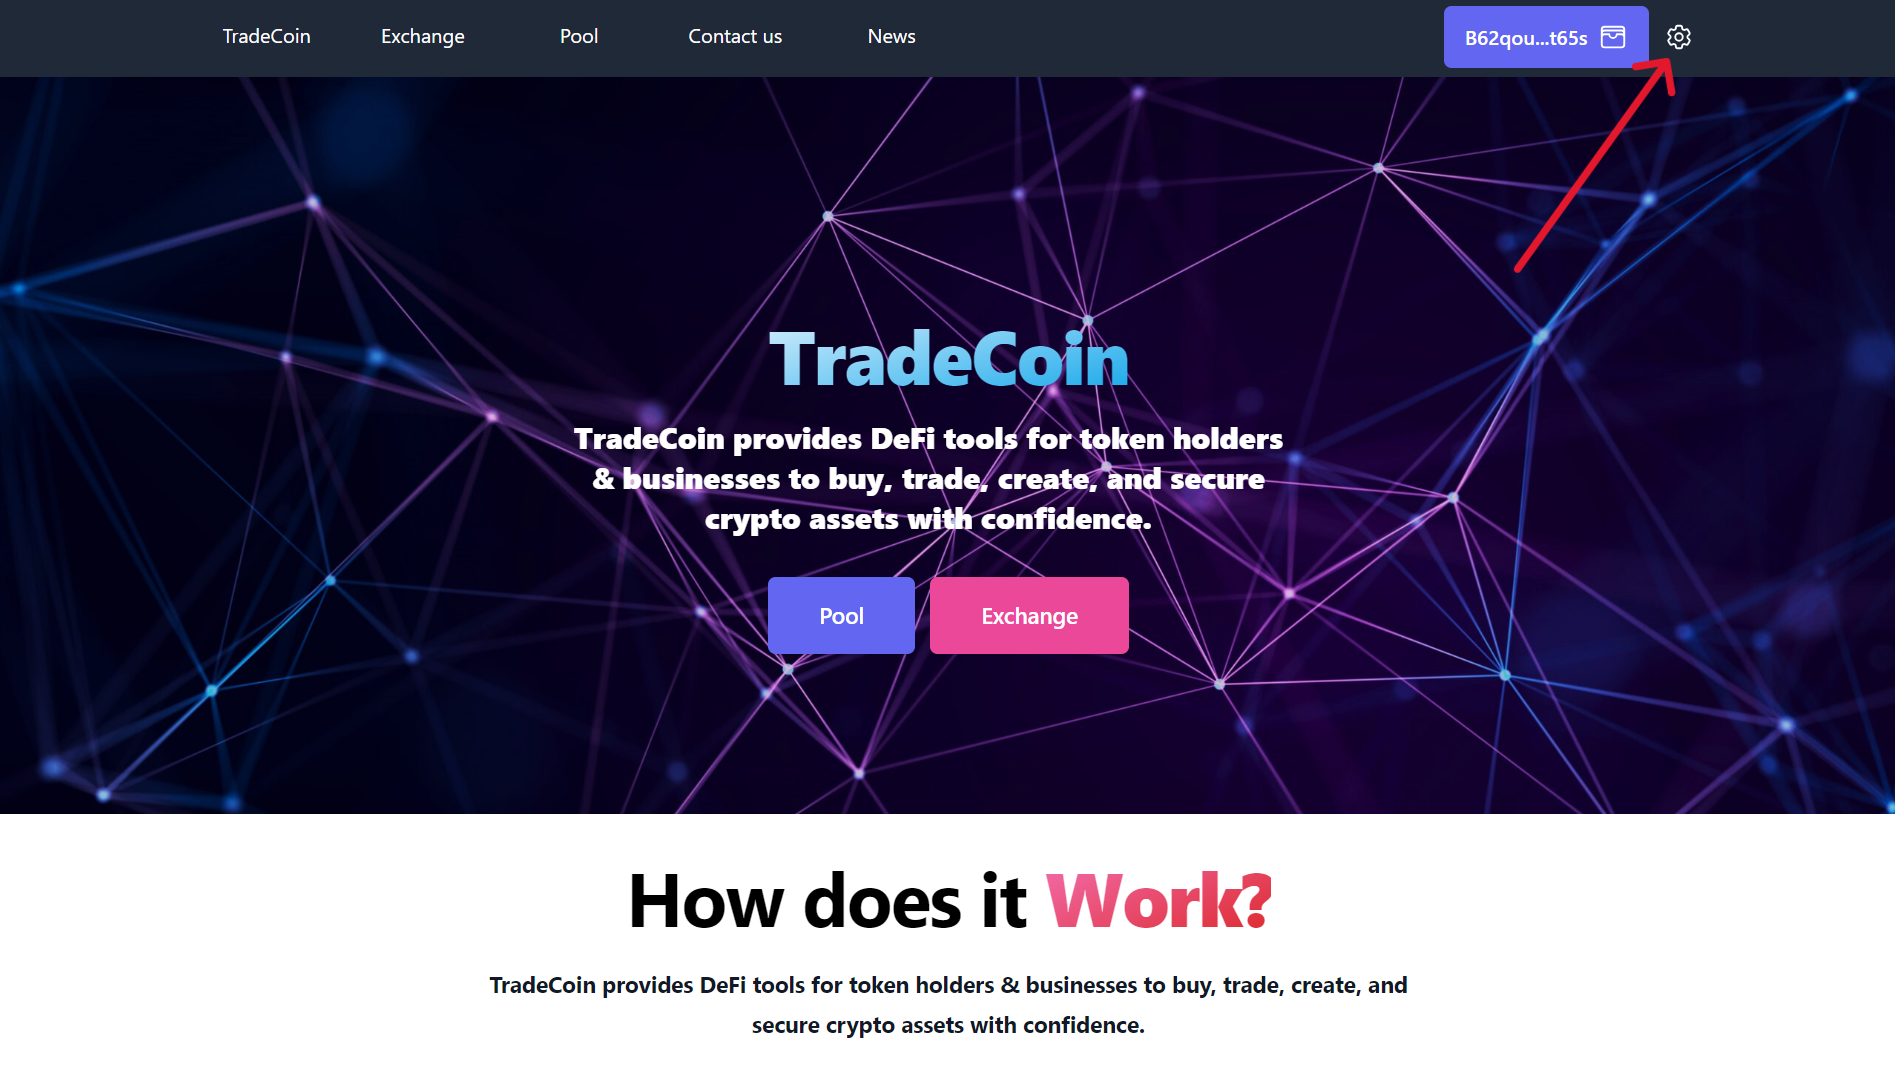 TradeCoin Exchange Pool Contact us News B62qou...t65s
TradeCoin
TradeCoin provides DeFi tools for token holders
& businesses to buy, trade, create, and secure
crypto assets with confidence.
Pool Exchange
How does it Work?
TradeCoin provides DeFi tools for token holders & businesses to buy, trade, create, and
secure crypto assets with confidence.